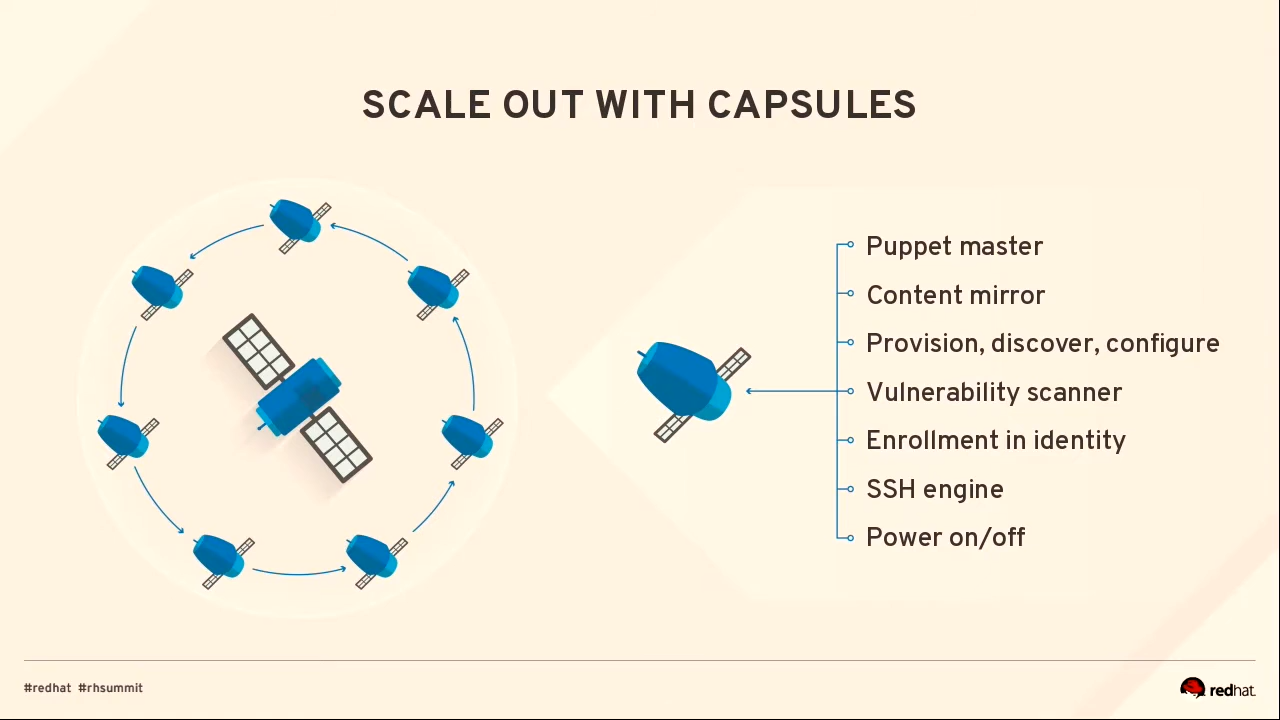 SCALE OUT WITH CAPSULES
Puppet master
Content mirror
Provision, discover, configure
Vulnerability scanner
Enrollment in identity
SSH engine
Power on/off
#redhat #rhsummit
redhat.